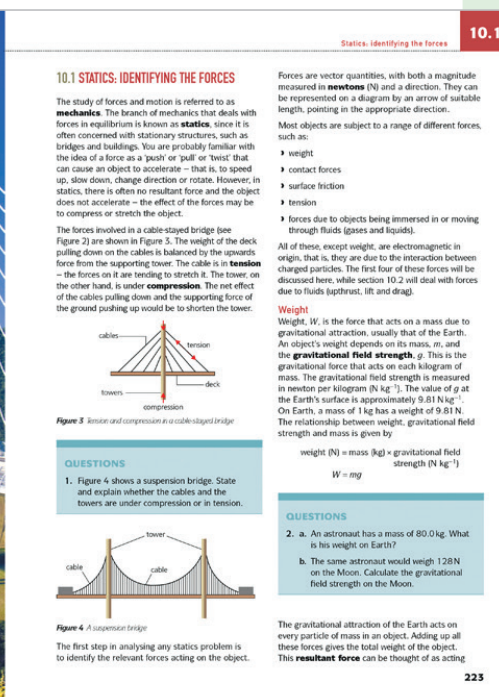 Statics: identifying the forces
10.1
10.1 STATICS: IDENTIFYING THE FORCES
The study of forces and motion is referred to as
mechanics. The branch of mechanics that deals with
forces in equilibrium is known as statics, since it is
often concerned with stationary structures, such as
bridges and buildings. You are probably familiar with
the idea of a force as a 'push' or 'pull' or 'twist' that
can cause an object to accelerate – that is, to speed
up, slow down, change direction or rotate. However, in
statics, there is often no resultant force and the object
does not accelerate – the effect of the forces may be
to compress or stretch the object.
The forces involved in a cable-stayed bridge (see
Figure 2) are shown in Figure 3. The weight of the deck
pulling down on the cables is balanced by the upwards
force from the supporting tower. The cable is in tension
– the forces on it are tending to stretch it. The tower, on
the other hand, is under compression. The net effect
of the cables pulling down and the supporting force of
the ground pushing up would be to shorten the tower.
cables
tension
deck
towers
compression
Figure 3 Tension and compression in a cable-stayed bridge
QUESTIONS
1. Figure 4 shows a suspension bridge. State
and explain whether the cables and the
towers are under compression or in tension.
tower
cable
cable
Figure 4 A suspension bridge
The first step in analysing any statics problem is
to identify the relevant forces acting on the object.
Forces are vector quantities, with both a magnitude
measured in newtons (N) and a direction. They can
be represented on a diagram by an arrow of suitable
length, pointing in the appropriate direction.
Most objects are subject to a range of different forces,
such as:
› weight
› contact forces
› surface friction
› tension
› forces due to objects being immersed in or moving
through fluids (gases and liquids).
All of these, except weight, are electromagnetic in
origin, that is, they are due to the interaction between
charged particles. The first four of these forces will be
discussed here, while section 10.2 will deal with forces
due to fluids (upthrust, lift and drag).
Weight
Weight, W, is the force that acts on a mass due to
gravitational attraction, usually that of the Earth.
An object's weight depends on its mass, m, and
the gravitational field strength, g. This is the
gravitational force that acts on each kilogram of
mass. The gravitational field strength is measured
in newton per kilogram (N kg⁻¹). The value of g at
the Earth's surface is approximately 9.81 N kg⁻¹.
On Earth, a mass of 1 kg has a weight of 9.81 N.
The relationship between weight, gravitational field
strength and mass is given by
weight (N) = mass (kg) × gravitational field
strength (N kg⁻¹)
W = mg
QUESTIONS
2. a. An astronaut has a mass of 80.0 kg. What
is his weight on Earth?
b. The same astronaut would weigh 128 N
on the Moon. Calculate the gravitational
field strength on the Moon.
The gravitational attraction of the Earth acts on
every particle of mass in an object. Adding up all
these forces gives the total weight of the object.
This resultant force can be thought of as acting
223